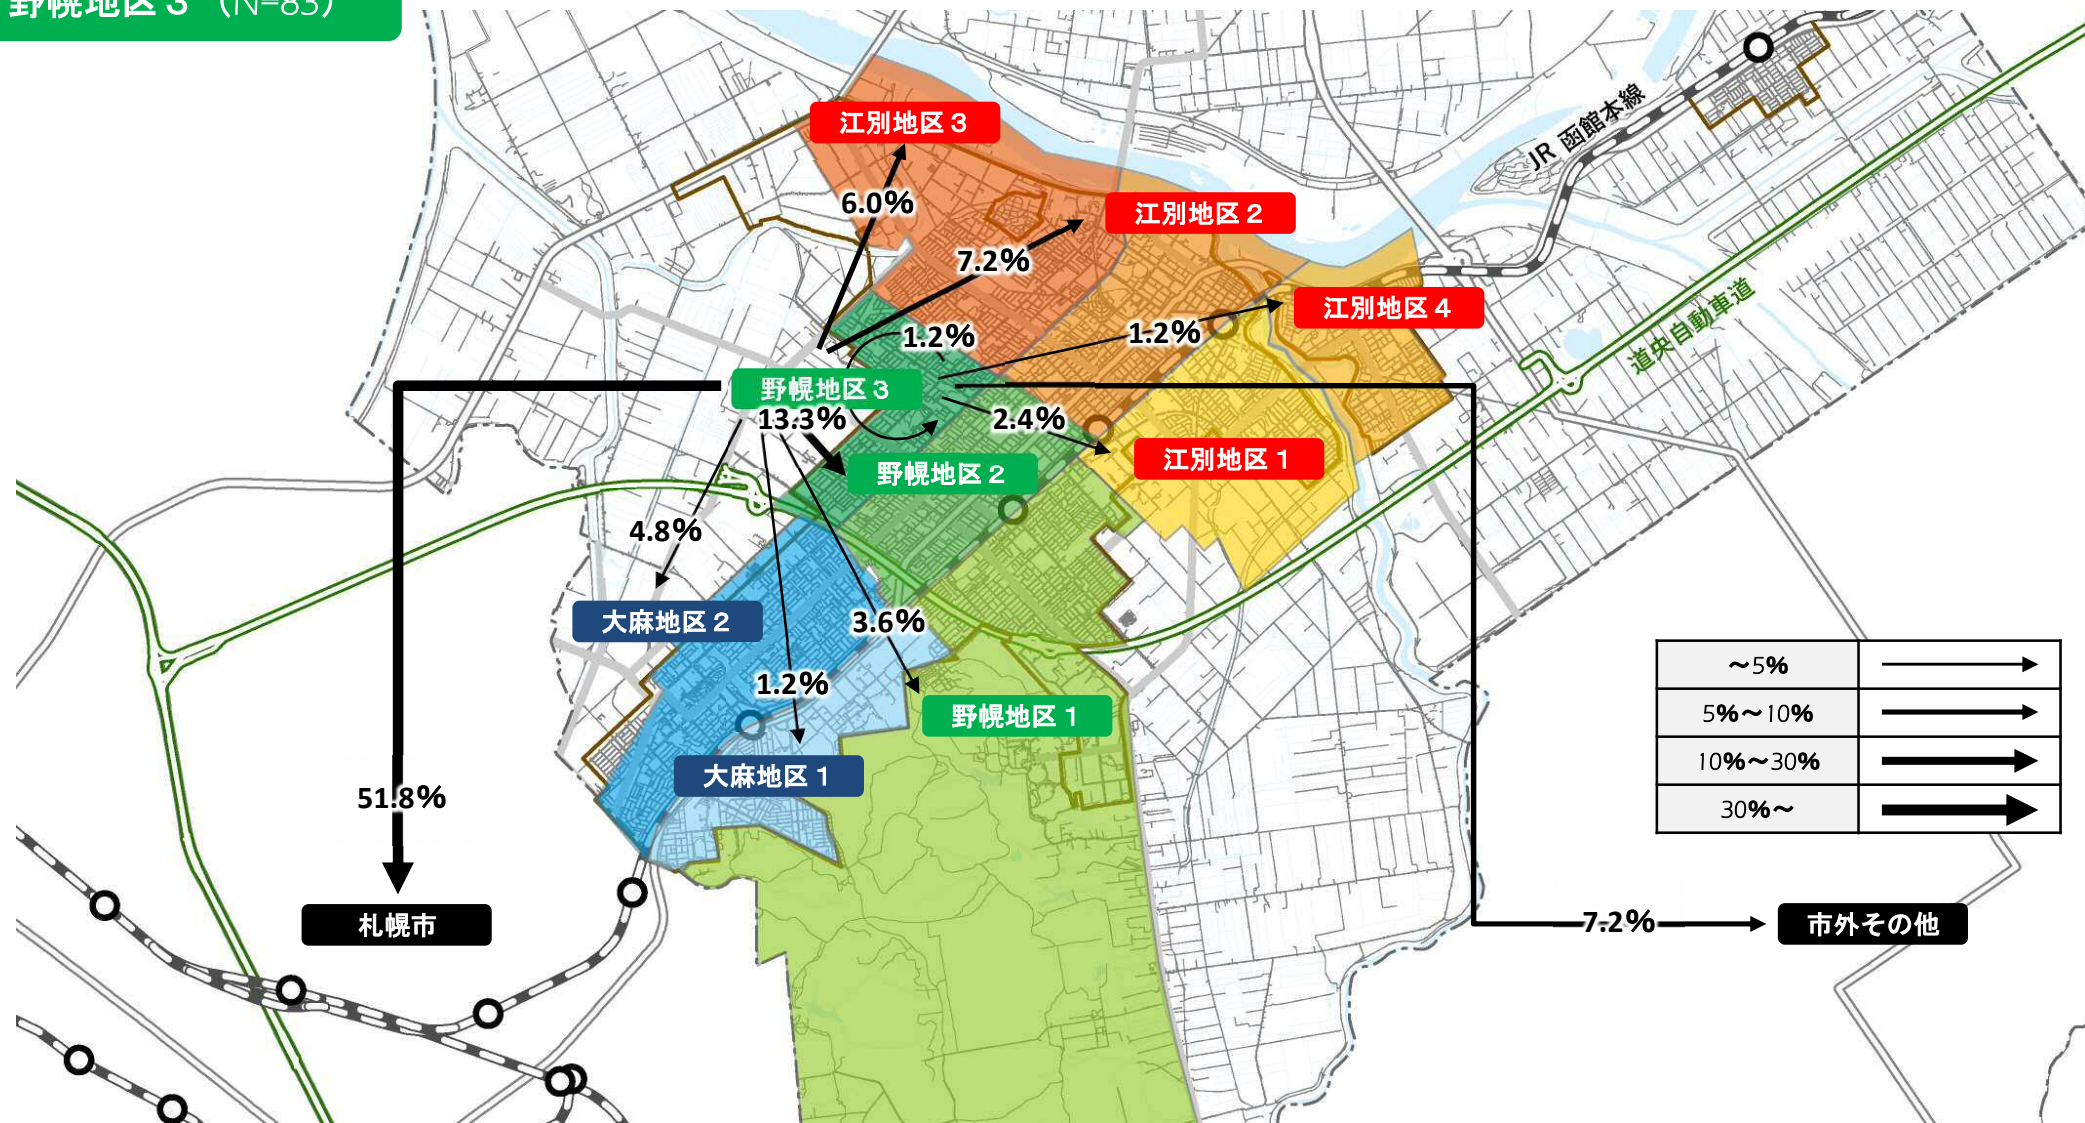 野幌地区３（N=83）
江別地区３
JR 函館本線
6.0%
江別地区２
7.2%
道央自動車道
江別地区４
1.2%
1.2%
野幌地区３
13.3%
2.4%
江別地区１
野幌地区２
4.8%
大麻地区２
3.6%
1.2%
野幌地区１
大麻地区１
51.8%
札幌市
7.2%
市外その他
～5%
5%～10%
10%～30%
30%～